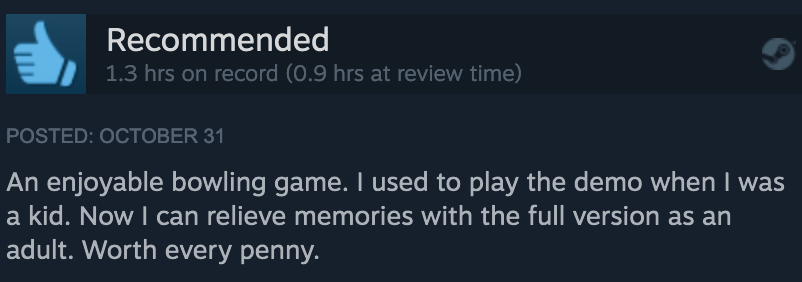 Recommended
1.3 hrs on record (0.9 hrs at review time)
POSTED: OCTOBER 31
An enjoyable bowling game. I used to play the demo when I was
a kid. Now I can relieve memories with the full version as an
adult. Worth every penny.